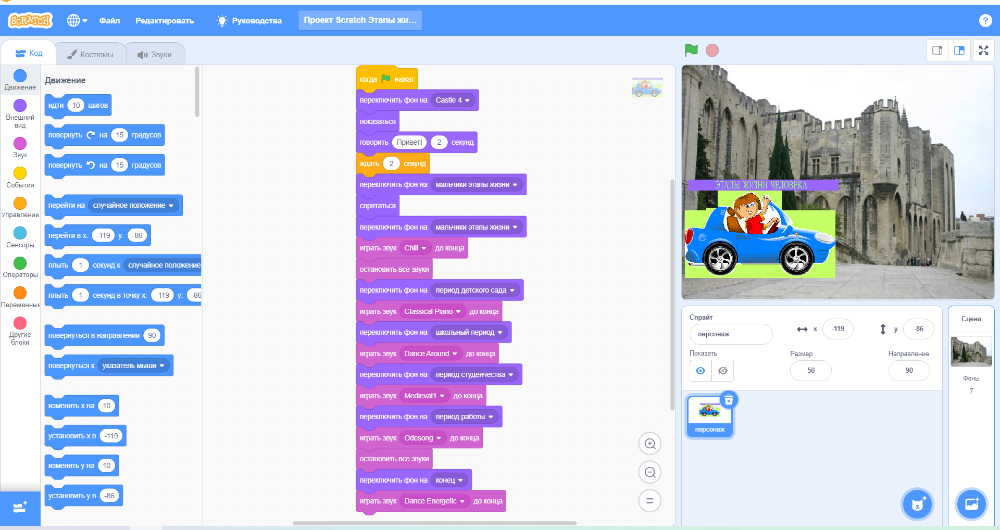 SCRATCH
Файл
Редактировать
Руководства
Проект Scratch Этапы жи...
?
Код
Костюмы
Звуки
Движение
Внешний
вид
Звук
События
Управление
Сенсоры
Операторы
Переменные
Другие
блоки
Движение
идти 10 шагов
повернуть на 15 градусов
повернуть на 15 градусов
перейти на случайное положение
перейти в x: -119 y: -86
плыть 1 секунд к случайное положение
плыть 1 секунд в точку x: -119 y: -86
повернуться в направлении 90
повернуться к указатель мыши
изменить x на 10
установить x в -119
изменить y на 10
установить y в -86
когда нажат
переключить фон на Castle 4
показаться
говорить Привет! 2 секунд
ждать 2 секунд
переключить фон на мальчики этапы жизни
спрятаться
переключить фон на мальчики этапы жизни
играть звук Chill до конца
остановить все звуки
переключить фон на период детского сада
играть звук Classical Piano до конца
переключить фон на школьный период
играть звук Dance Around до конца
переключить фон на период студенчества
играть звук Medieval1 до конца
переключить фон на период работы
играть звук Odesong до конца
остановить все звуки
переключить фон на конец
играть звук Dance Energetic до конца
ЭТАПЫ ЖИЗНИ ЧЕЛОВЕКА
Спрайт
персонаж
x -119
y -86
Показать
Размер
50
Направление
90
персонаж
Сцена
Фоны
7